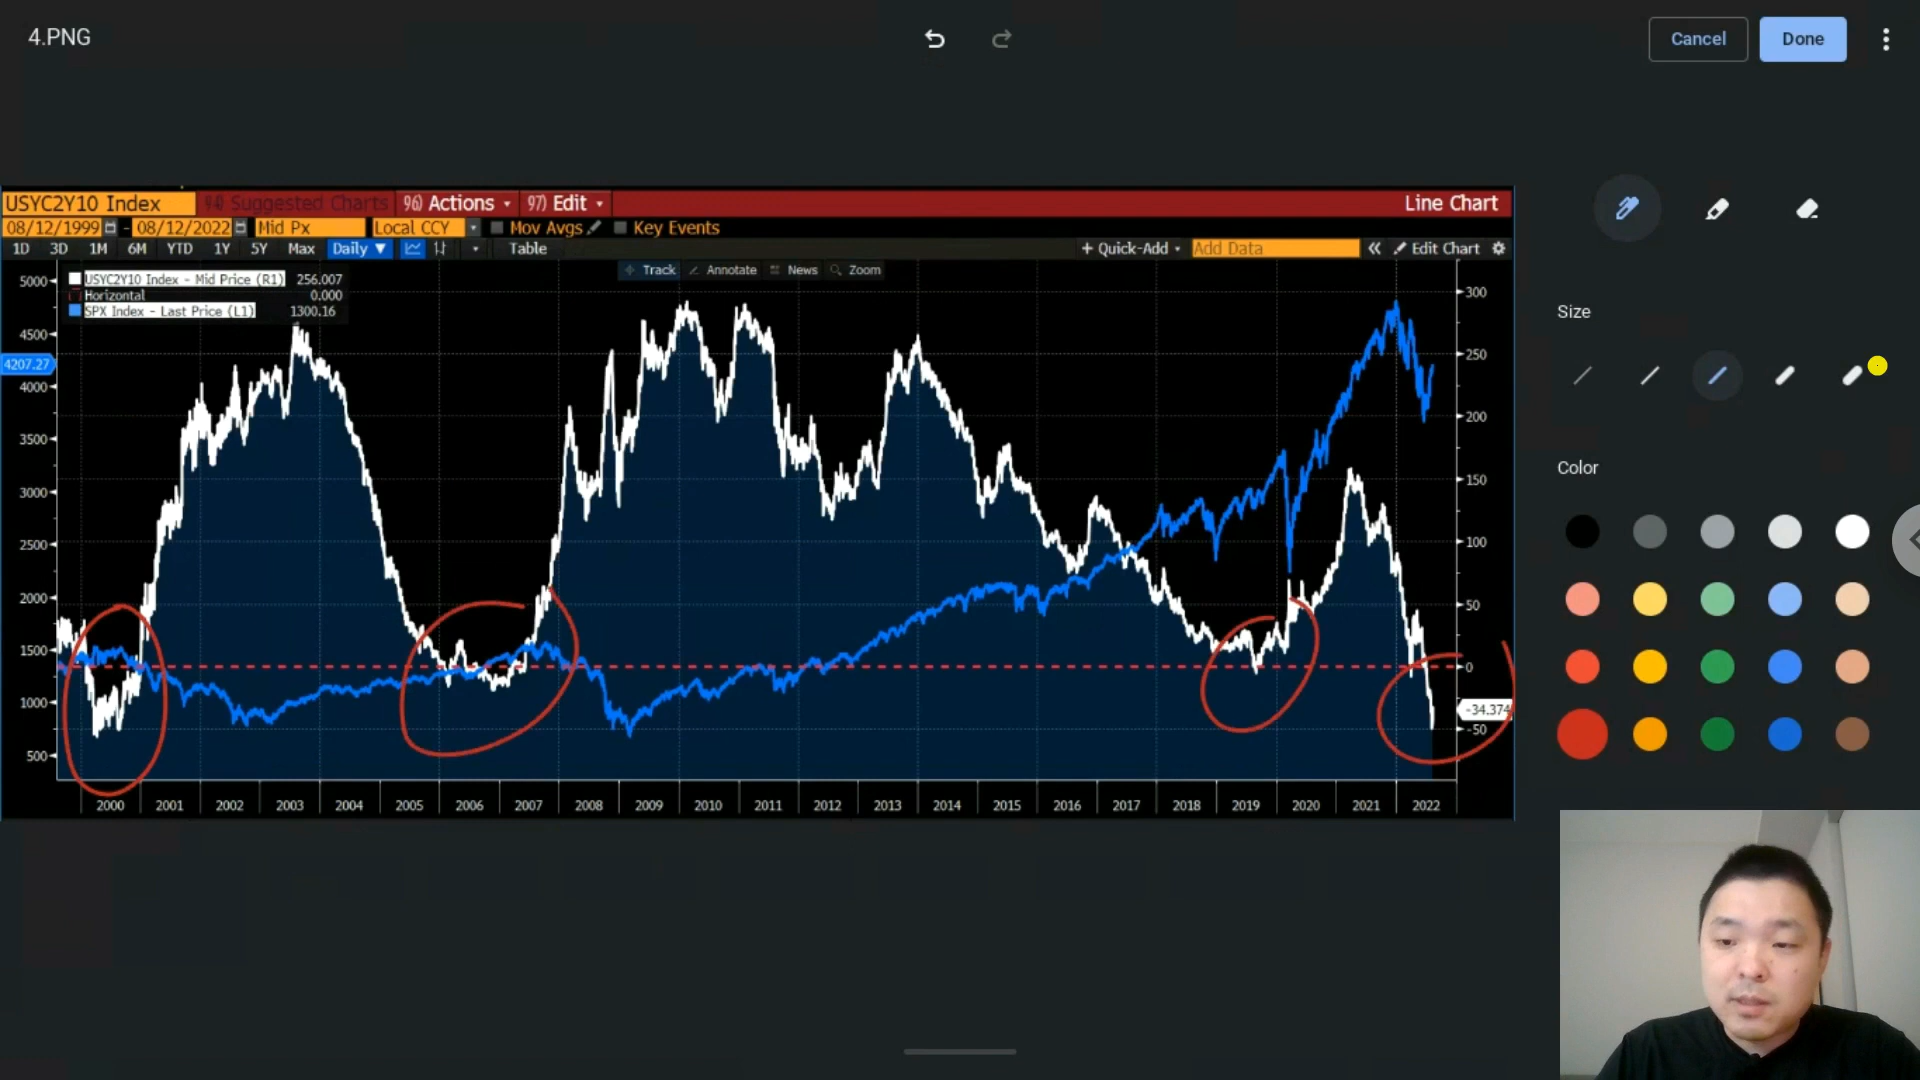 4.PNG
Cancel
Done
USYC2Y10 Index 94) Suggested Charts 96) Actions 97) Edit Line Chart
08/12/1999 - 08/12/2022 Mid Px Local CCY Mov Avgs Key Events
1D 3D 1M 6M YTD 1Y 5Y Max Daily ▼ Table + Quick-Add Add Data « Edit Chart
Track Annotate News Zoom
USYC2Y10 Index - Mid Price (R1) 256.007
Horizontal 0.000
SPX Index - Last Price (L1) 1300.16
5000
4500
4207.27
4000
3500
3000
2500
2000
1500
1000
500
300
250
200
150
100
50
0
-34.374
-50
2000 2001 2002 2003 2004 2005 2006 2007 2008 2009 2010 2011 2012 2013 2014 2015 2016 2017 2018 2019 2020 2021 2022
Size
Color